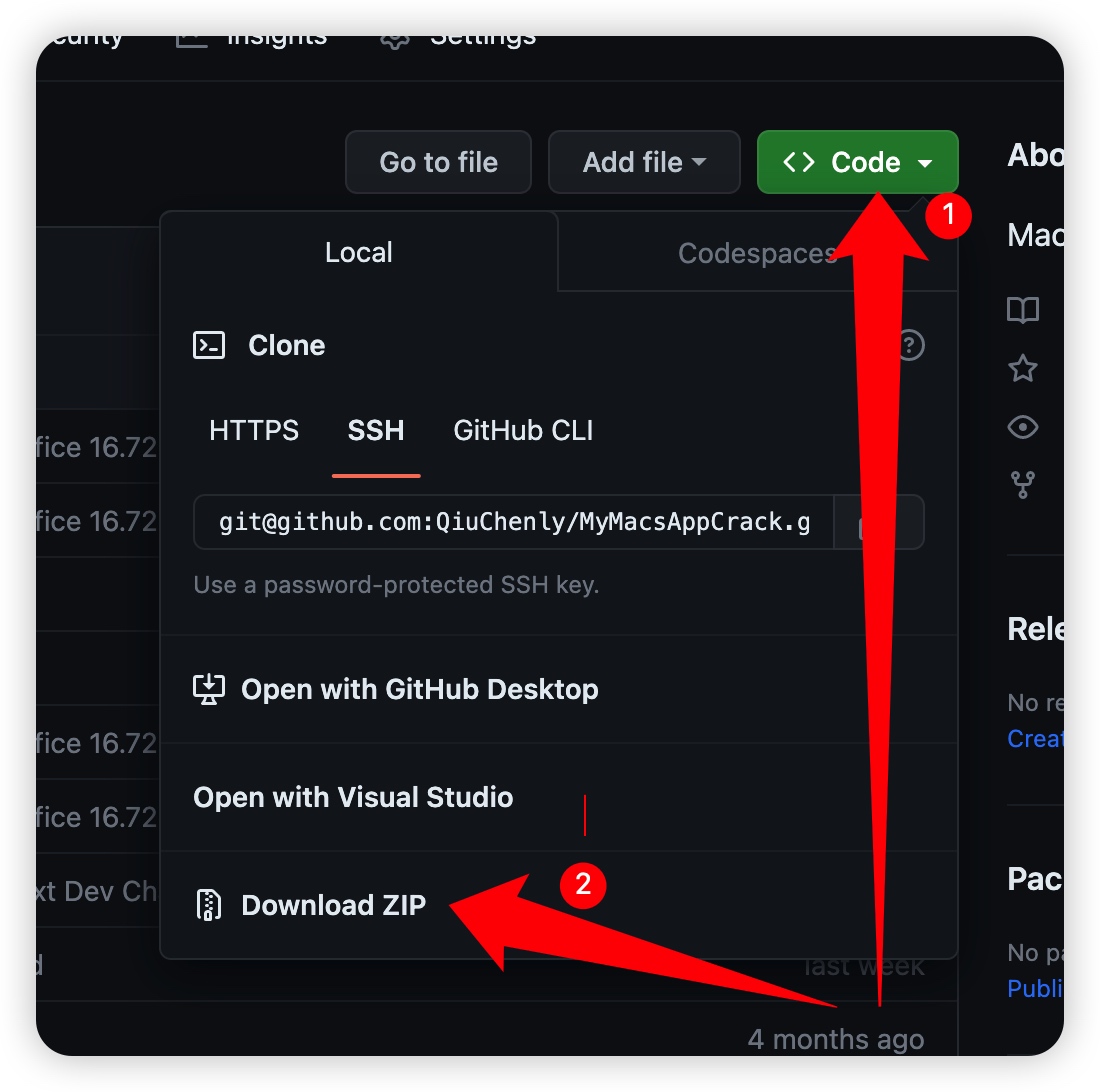 Insights
Settings
Go to file
Add file
Code
1
Local
Codespaces
Clone
HTTPS
SSH
GitHub CLI
git@github.com:QiuChenly/MyMacsAppCrack.g
Use a password-protected SSH key.
Open with GitHub Desktop
Open with Visual Studio
2
Download ZIP
fice 16.72
fice 16.72
fice 16.72
fice 16.72
xt Dev Ch
d
last week
4 months ago
Abo
Mac
Rele
No re
Creat
Pac
No pa
Publi